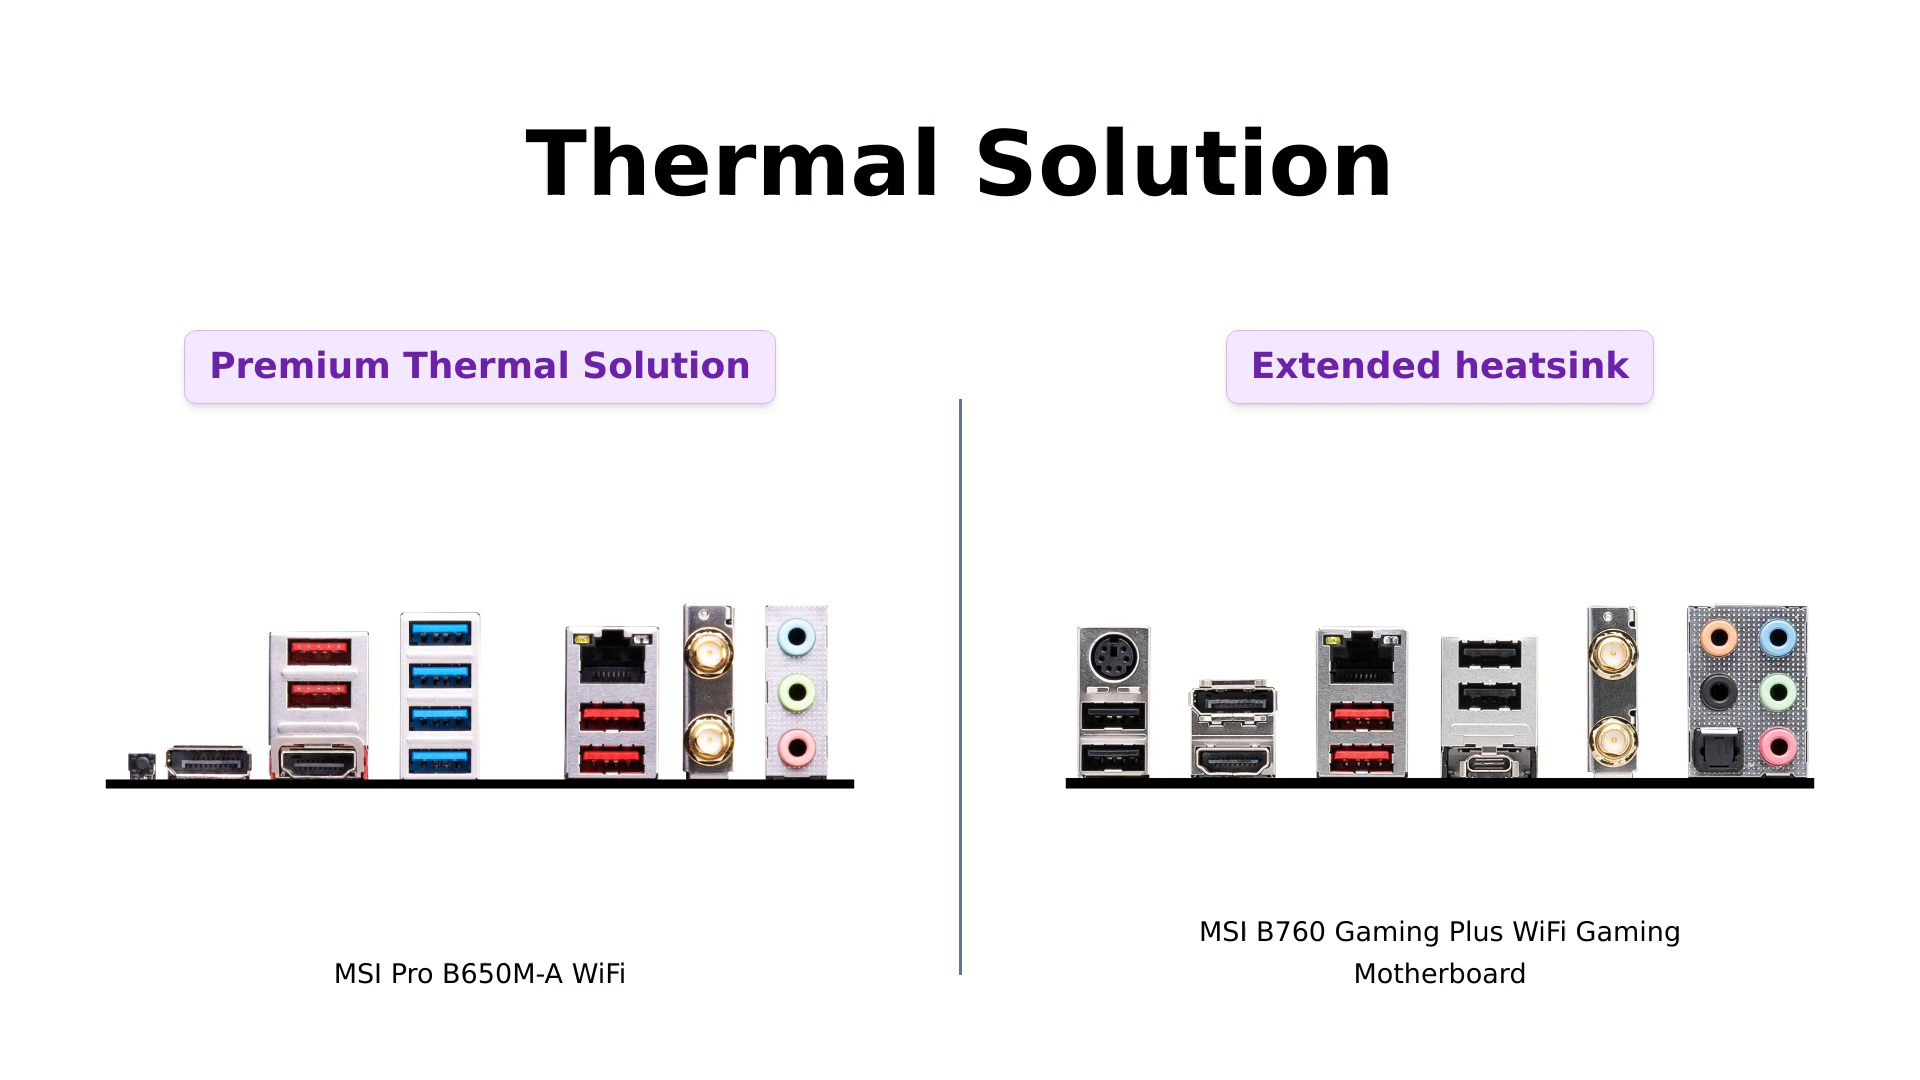 Thermal Solution
Premium Thermal Solution
Extended heatsink
MSI Pro B650M-A WiFi
MSI B760 Gaming Plus WiFi Gaming
Motherboard